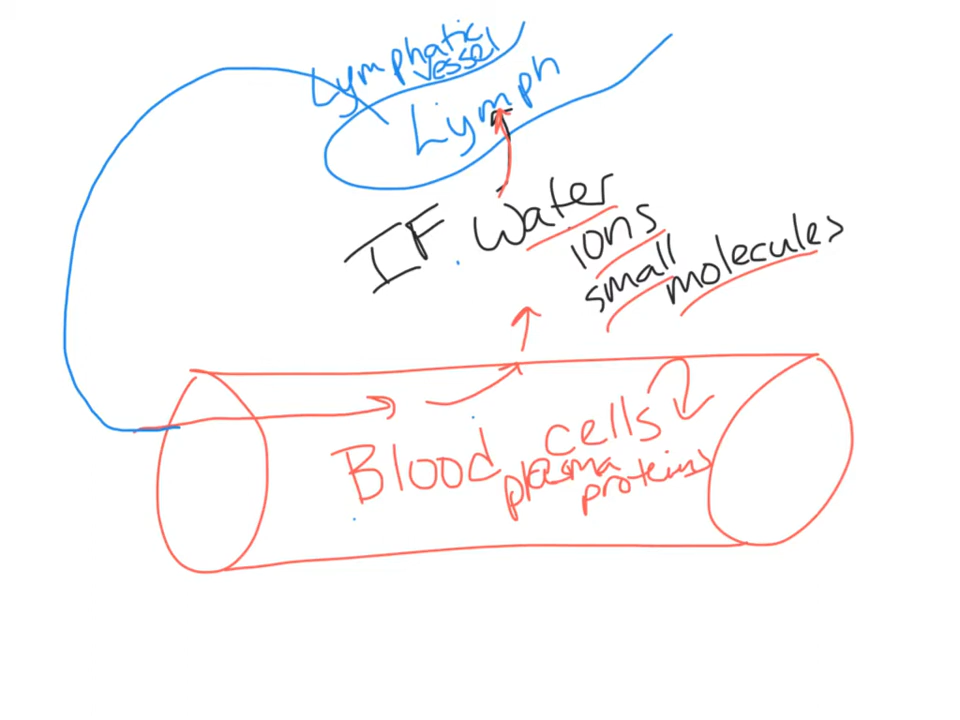 Lymphatic
vessel
Lymph
IF. Water
ions
small
molecules
Blood cells
plasma
proteins